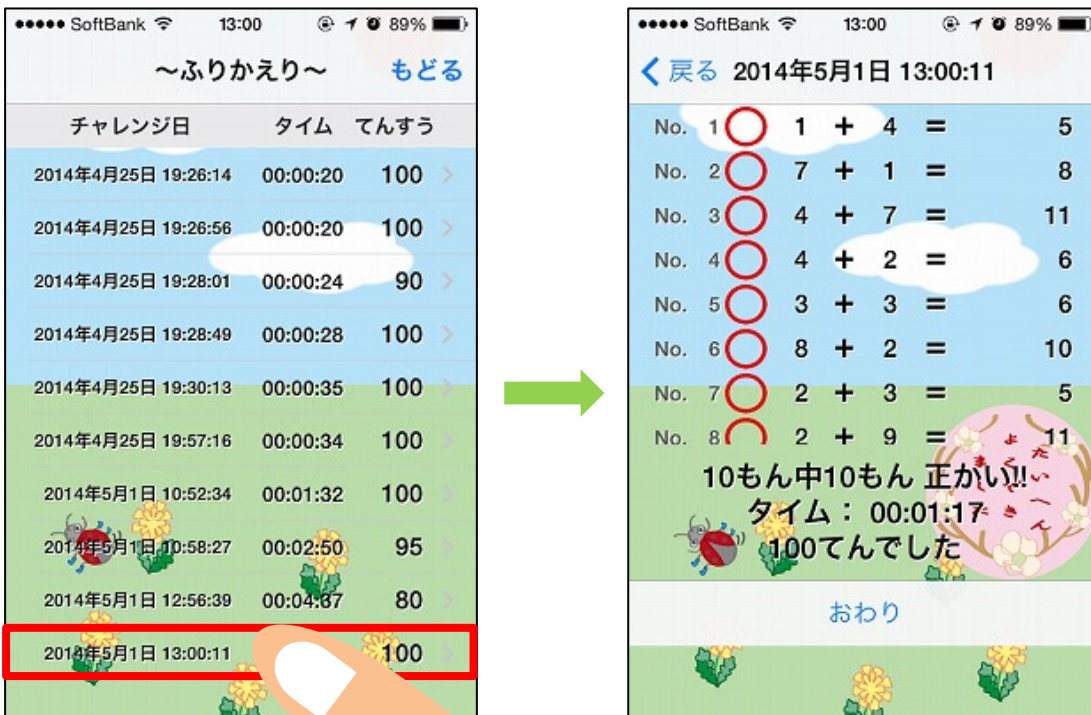 SoftBank 13:00 89%
～ふりかえり～ もどる
チャレンジ日 タイム てんすう
2014年4月25日 19:26:14 00:00:20 100
2014年4月25日 19:26:56 00:00:20 100
2014年4月25日 19:28:01 00:00:24 90
2014年4月25日 19:28:49 00:00:28 100
2014年4月25日 19:30:13 00:00:35 100
2014年4月25日 19:57:16 00:00:34 100
2014年5月1日 10:52:34 00:01:32 100
2014年5月1日 10:58:27 00:02:50 95
2014年5月1日 12:56:39 00:04:37 80
2014年5月1日 13:00:11 100
SoftBank 13:00 89%
戻る 2014年5月1日 13:00:11
No. 1 1 + 4 = 5
No. 2 7 + 1 = 8
No. 3 4 + 7 = 11
No. 4 4 + 2 = 6
No. 5 3 + 3 = 6
No. 6 8 + 2 = 10
No. 7 2 + 3 = 5
No. 8 2 + 9 = 11
10もん中10もん 正かい!!
タイム： 00:01:17
100てんでした
たいへん
よく
おわり